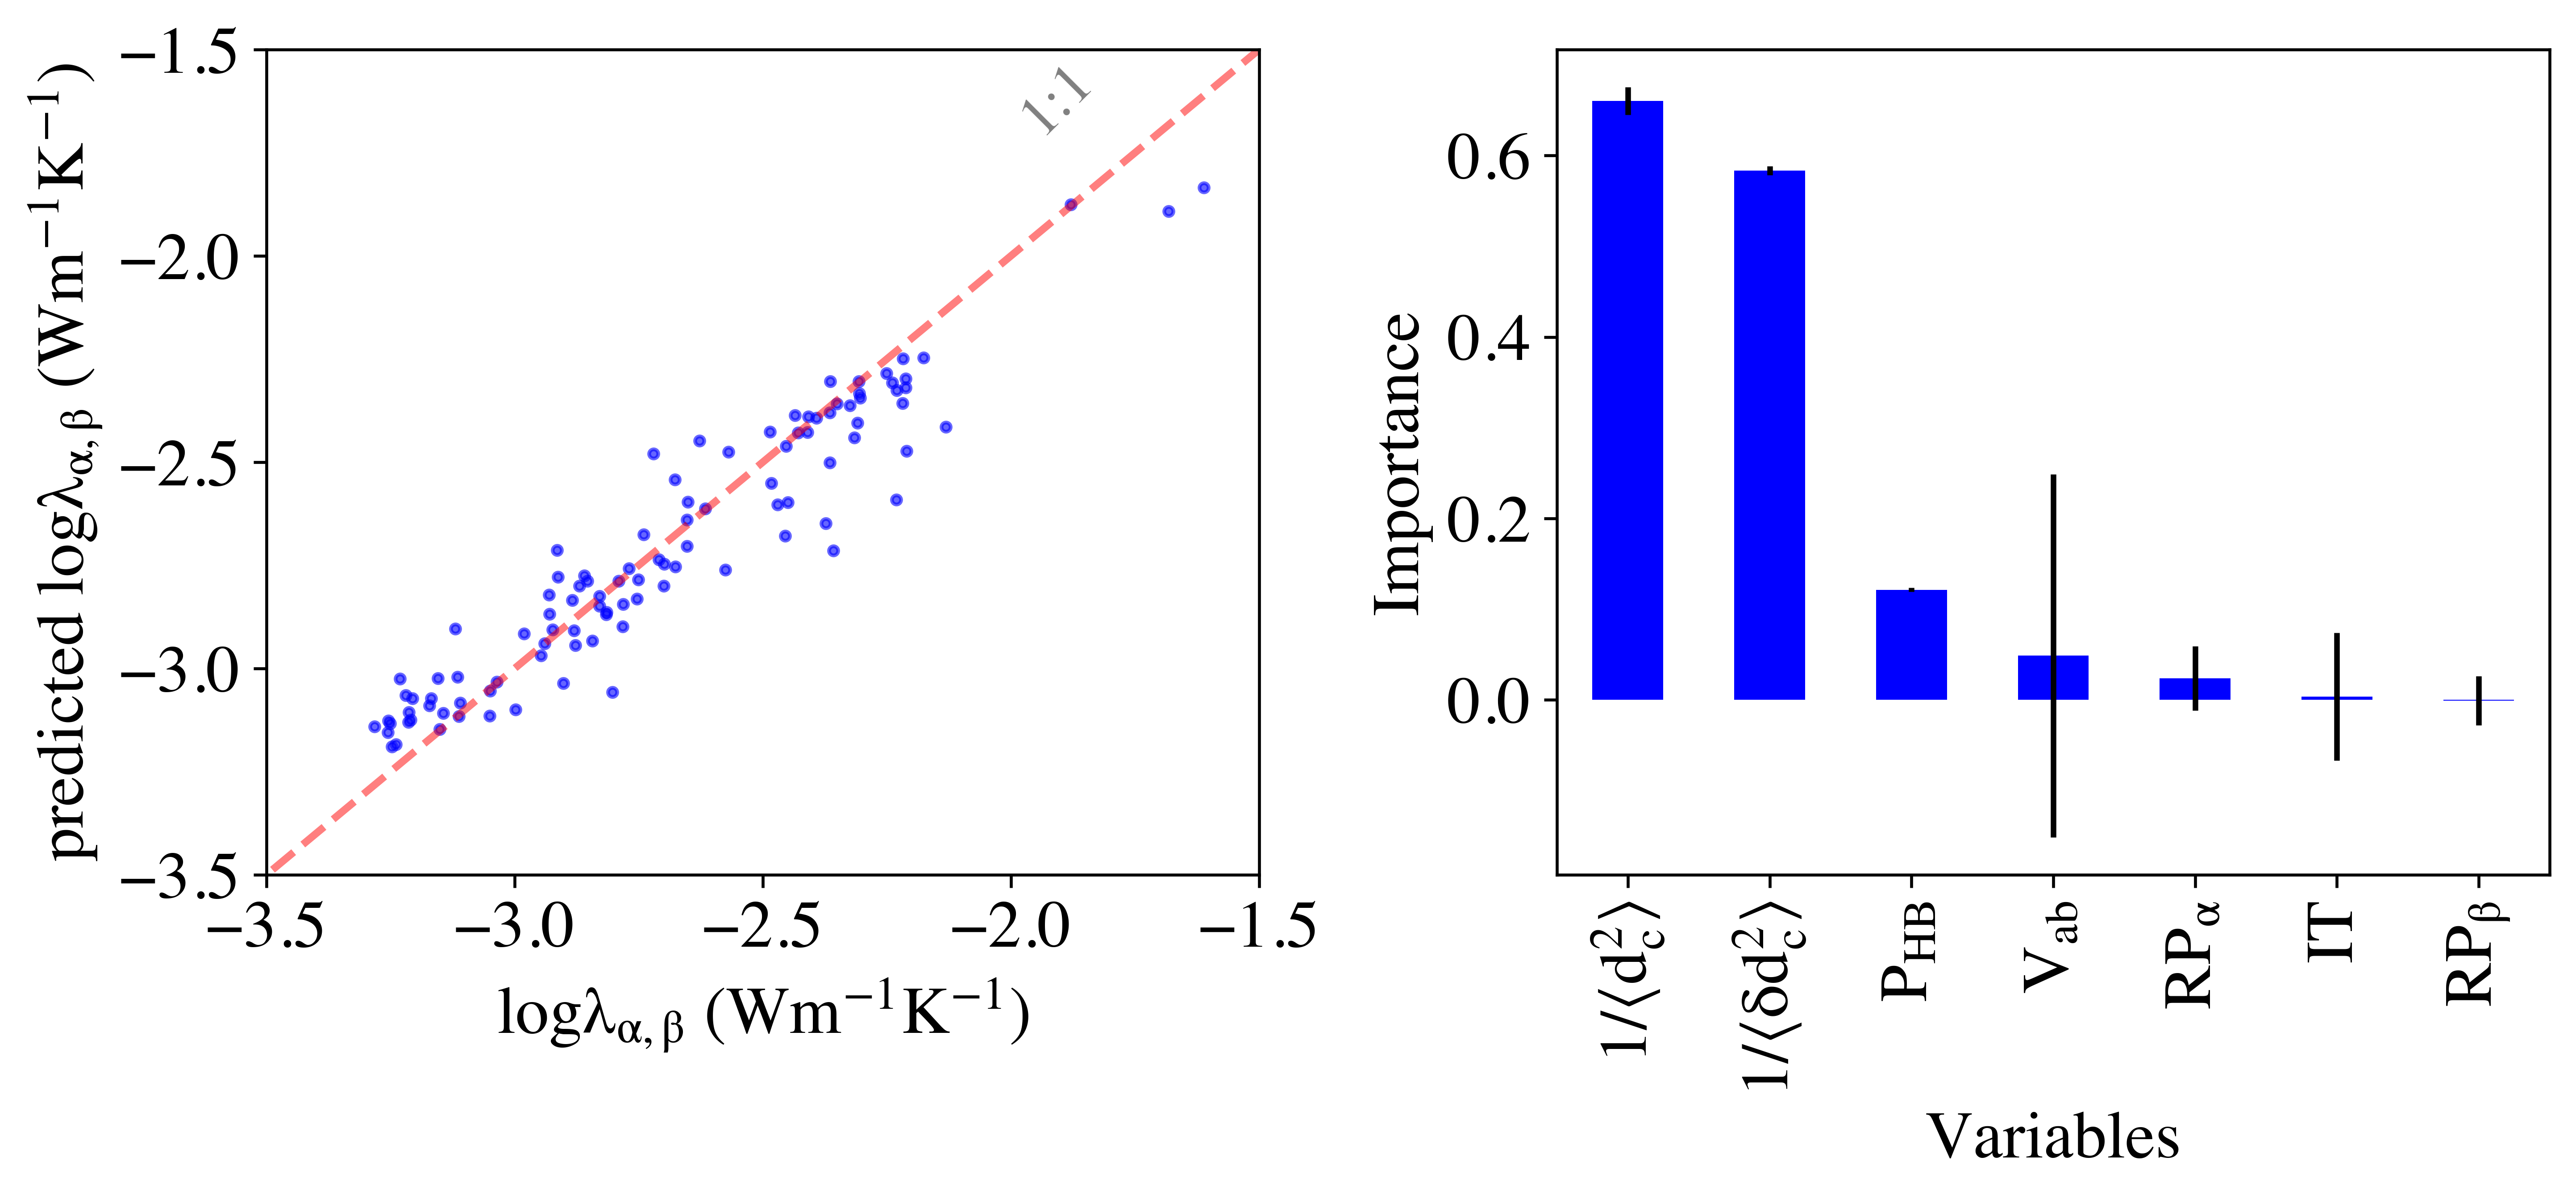 predicted logλα, β (Wm−1K−1)
−1.5
−2.0
−2.5
−3.0
−3.5
1:1
−3.5 −3.0 −2.5 −2.0 −1.5
logλα, β (Wm−1K−1)
Importance
0.6
0.4
0.2
0.0
1/⟨d²c⟩
1/⟨δd²c⟩
PHB
Vab
RPα
IT
RPβ
Variables